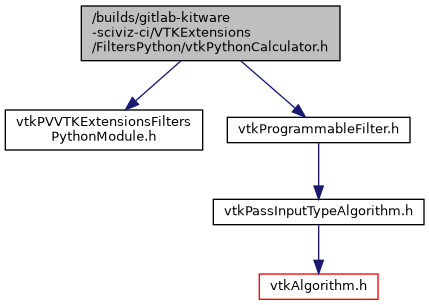 /builds/gitlab-kitware
-sciviz-ci/VTKExtensions
/FiltersPython/vtkPythonCalculator.h
vtkPVVTKExtensionsFilters
PythonModule.h
vtkProgrammableFilter.h
vtkPassInputTypeAlgorithm.h
vtkAlgorithm.h